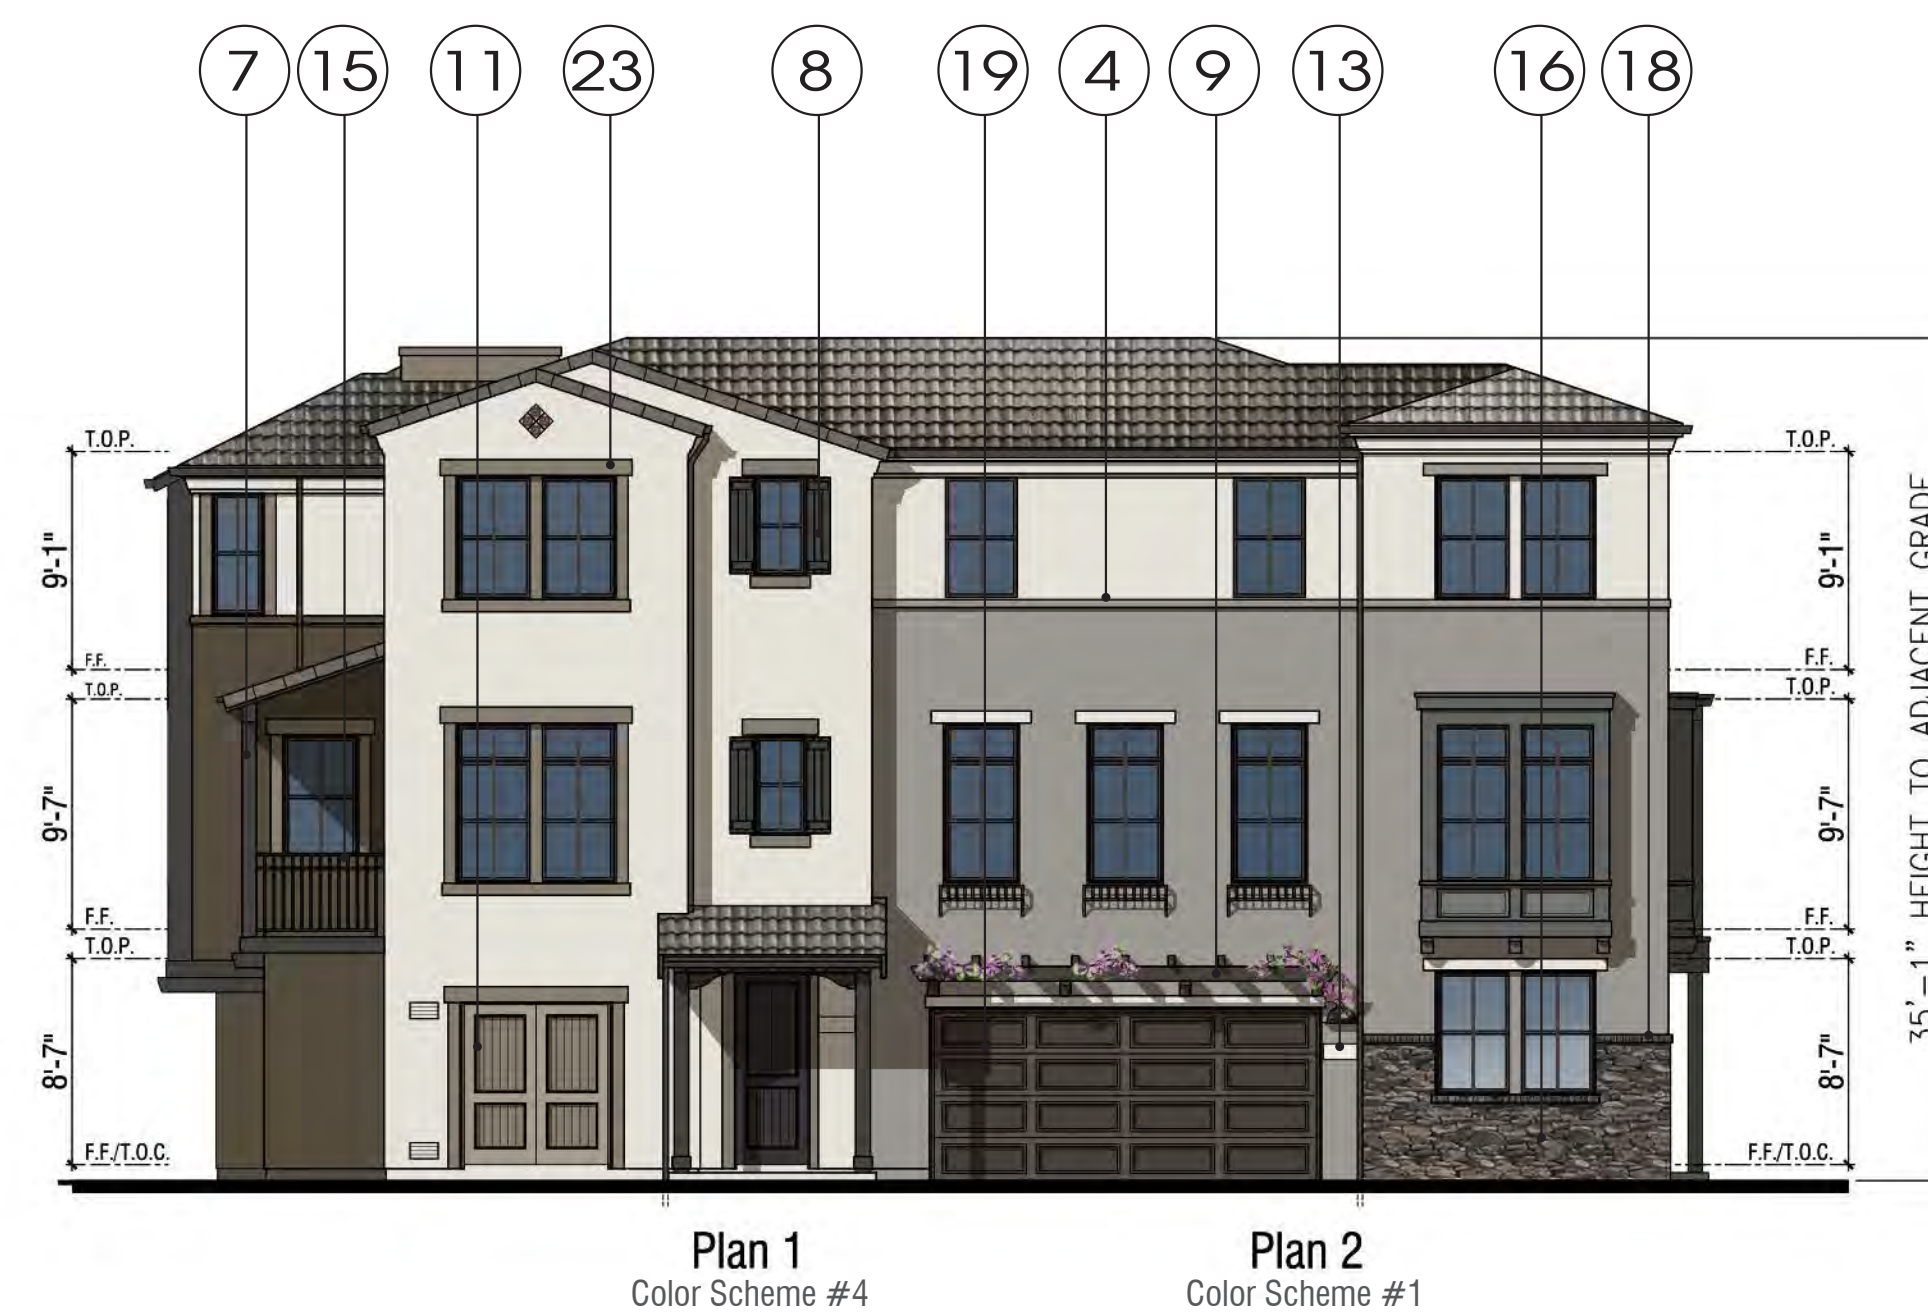 7 15 11 23 8 19 4 9 13 16 18
T.O.P. T.O.P.
9'-1" 9'-1"
F.F. F.F.
T.O.P. T.O.P.
9'-7" 9'-7"
F.F. F.F.
T.O.P. T.O.P.
8'-7" 8'-7"
F.F./T.O.C. F.F./T.O.C.
35'-1" HEIGHT TO ADJACENT GRADE
Plan 1 Plan 2
Color Scheme #4 Color Scheme #1